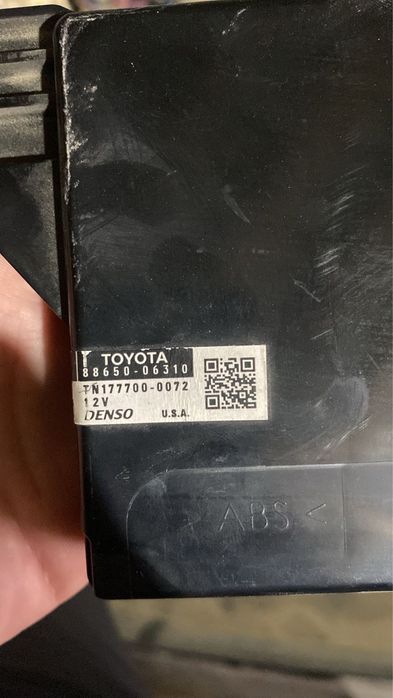 T TOYOTA
88650-06310
TN177700-0072
12V
DENSO U.S.A.
> ABS <